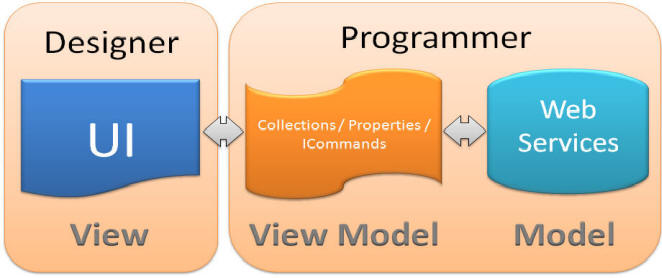 Designer
Programmer
UI
Collections / Properties /
ICommands
Web
Services
View
View Model
Model